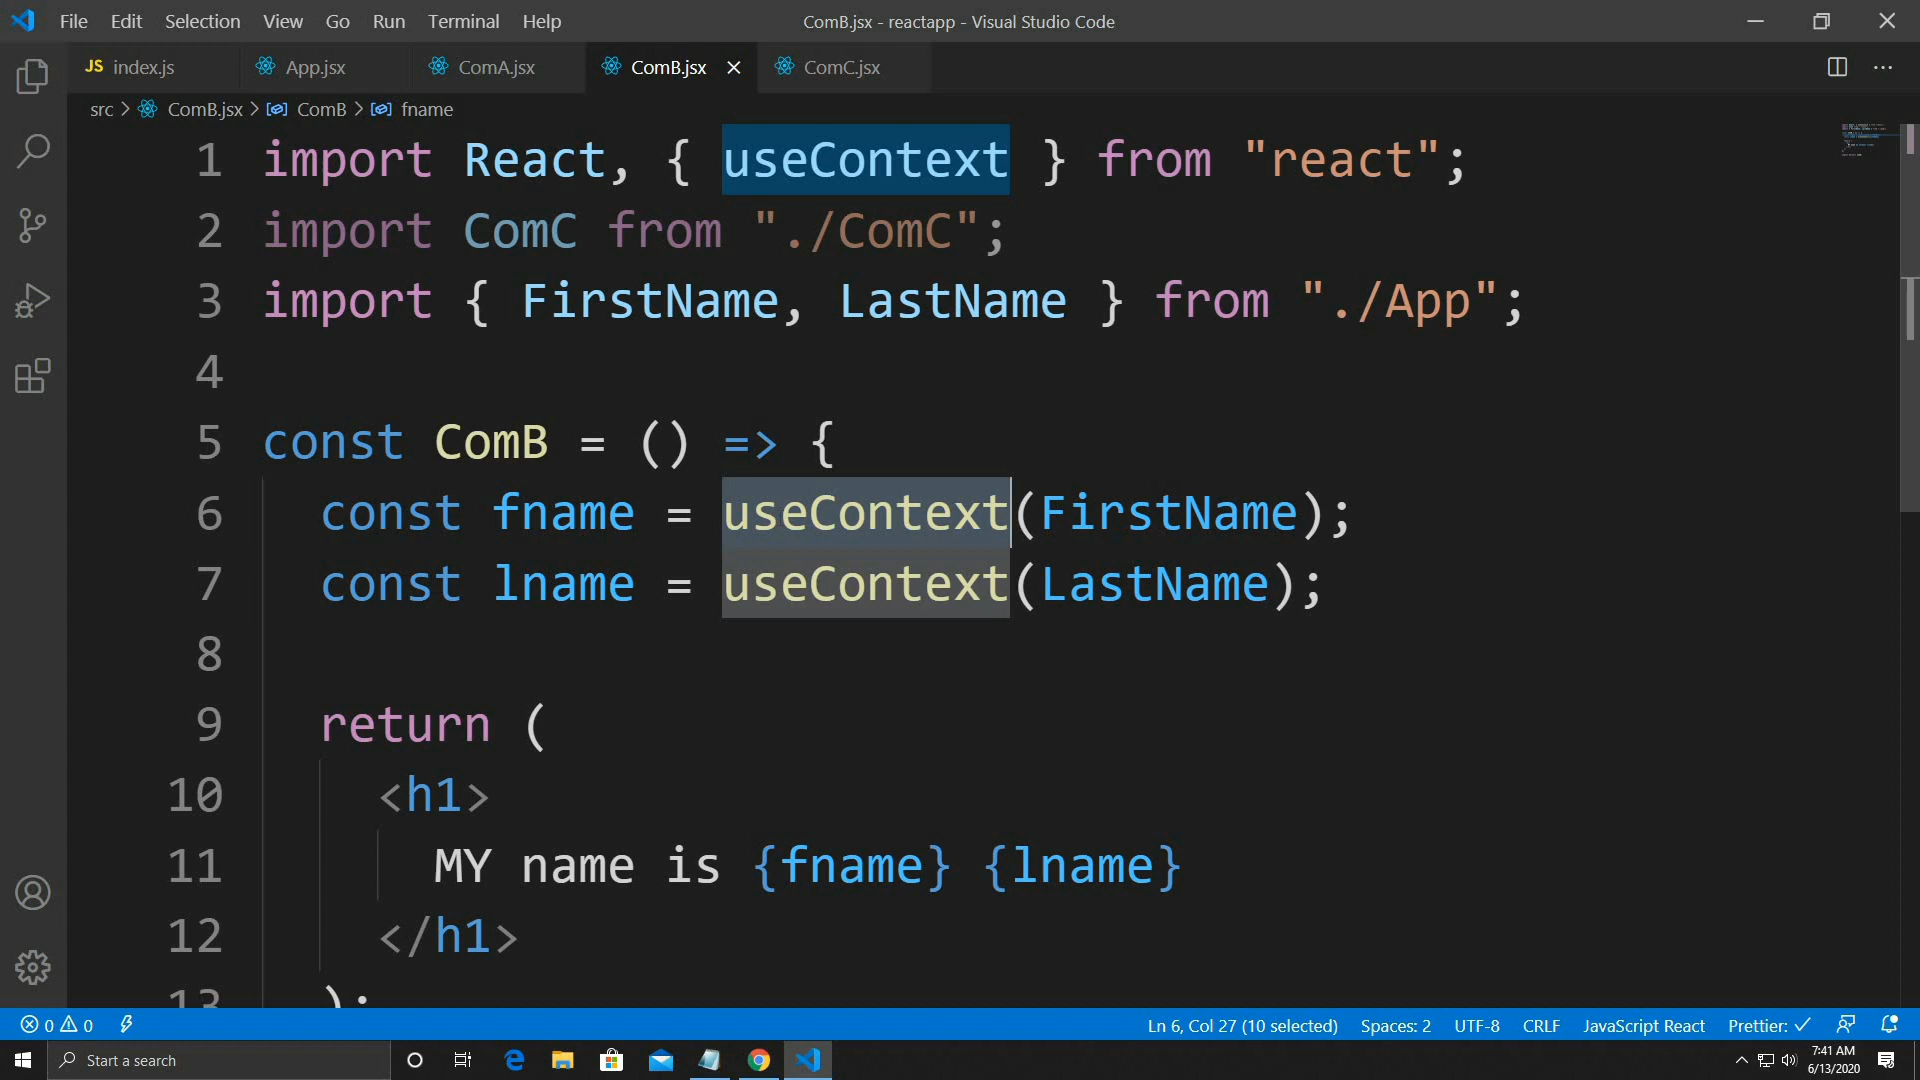 File Edit Selection View Go Run Terminal Help ComB.jsx - reactapp - Visual Studio Code
JS index.js App.jsx ComA.jsx ComB.jsx ComC.jsx
src > ComB.jsx > ComB > fname
1 import React, { useContext } from "react";
2 import ComC from "./ComC";
3 import { FirstName, LastName } from "./App";
4
5 const ComB = () => {
6 const fname = useContext(FirstName);
7 const lname = useContext(LastName);
8
9 return (
10 <h1>
11 MY name is {fname} {lname}
12 </h1>
13 );
0 0 Ln 6, Col 27 (10 selected) Spaces: 2 UTF-8 CRLF JavaScript React Prettier: ✓
Start a search 7:41 AM
6/13/2020